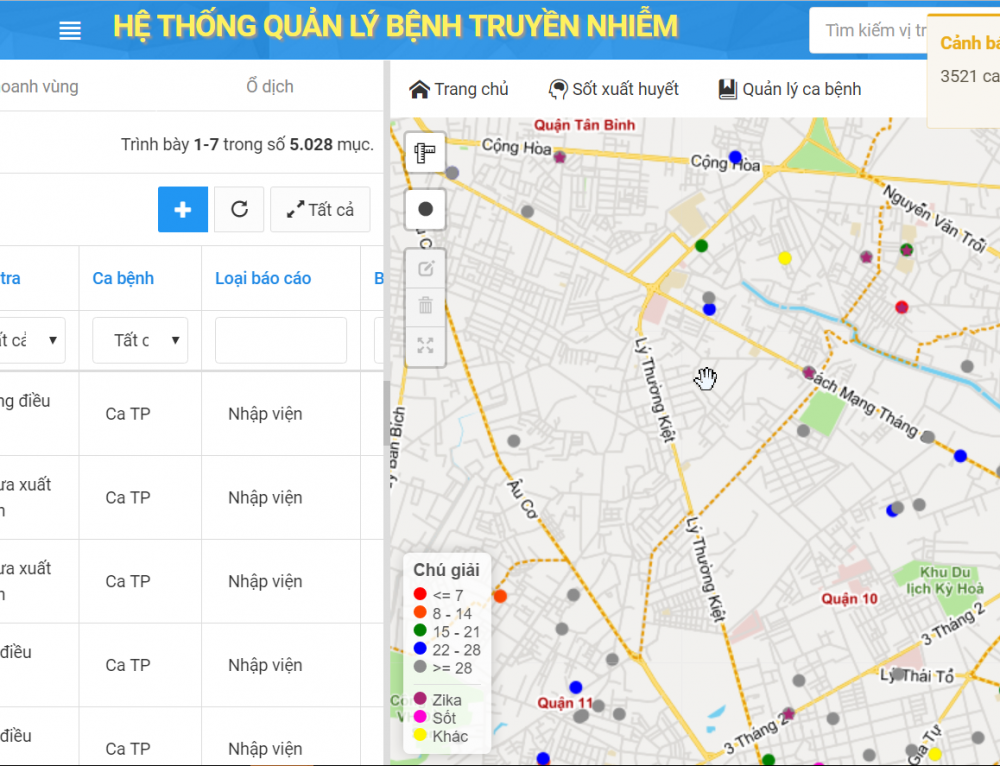 HỆ THỐNG QUẢN LÝ BỆNH TRUYỀN NHIỄM
Tìm kiếm vị tr
Cảnh bá
3521 ca
oanh vùng
Ổ dịch
Trang chủ
Sốt xuất huyết
Quản lý ca bệnh
Trình bày 1-7 trong số 5.028 mục.
Tất cả
tra
Ca bệnh
Loại báo cáo
B
Tất c
ng điều
Ca TP
Nhập viện
ưa xuất
Ca TP
Nhập viện
ưa xuất
Ca TP
Nhập viện
điều
Ca TP
Nhập viện
điều
Ca TP
Nhập viện
Quận Tân Bình
Cộng Hòa
Cộng Hòa
Nguyễn Văn Trỗi
Lý Thường Kiệt
Cách Mạng Tháng
Âu Cơ
Lý Thường Kiệt
Khu Du
lịch Kỳ Hoà
Quận 10
3 Tháng 2
Lý Thái Tổ
Quận 11
3 Tháng 2
Gia Tự
Chú giải
<= 7
8 - 14
15 - 21
22 - 28
>= 28
Zika
Sốt
Khác